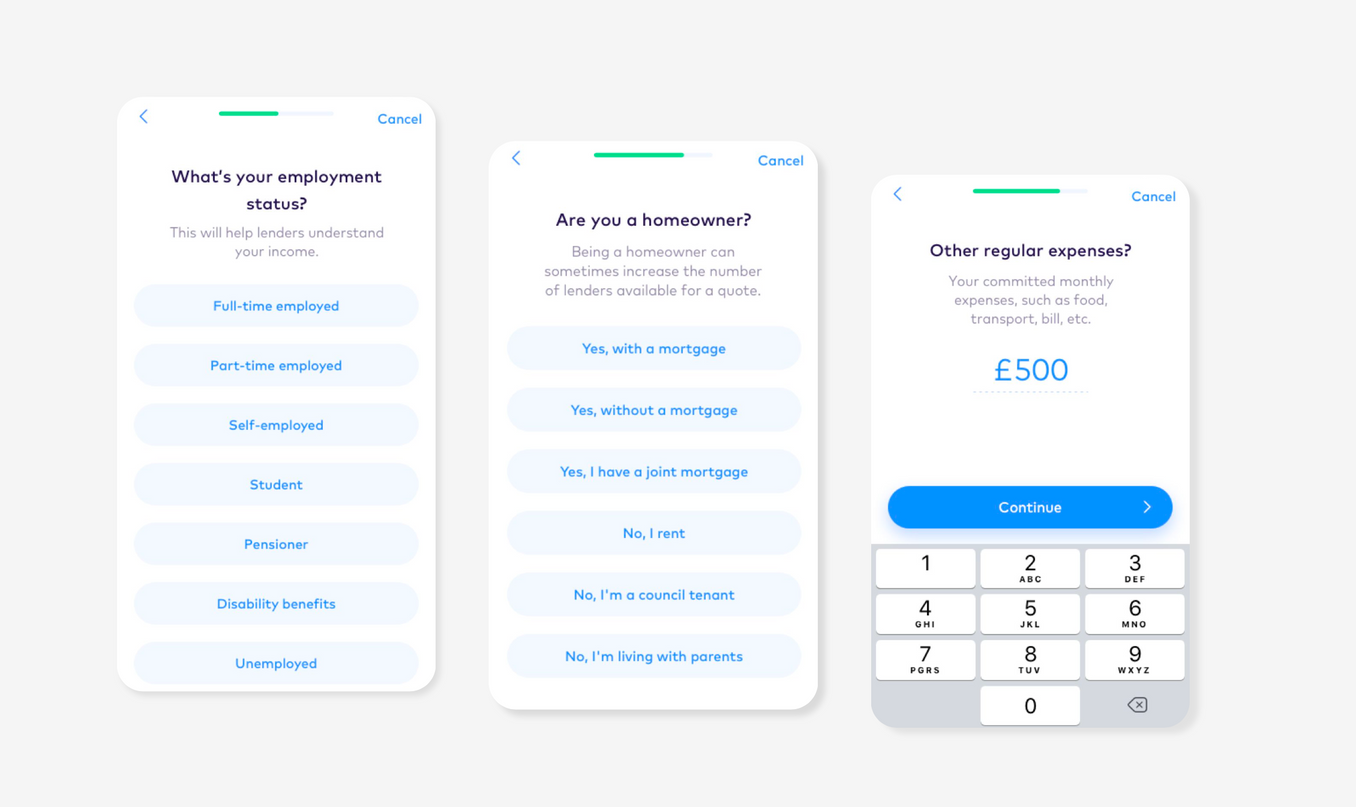 Cancel
What's your employment
status?
This will help lenders understand
your income.
Full-time employed
Part-time employed
Self-employed
Student
Pensioner
Disability benefits
Unemployed
Cancel
Are you a homeowner?
Being a homeowner can
sometimes increase the number
of lenders available for a quote.
Yes, with a mortgage
Yes, without a mortgage
Yes, I have a joint mortgage
No, I rent
No, I'm a council tenant
No, I'm living with parents
Cancel
Other regular expenses?
Your committed monthly
expenses, such as food,
transport, bill, etc.
£500
Continue
1 2 3
ABC DEF
4 5 6
GHI JKL MNO
7 8 9
PGRS TUV WXYZ
0